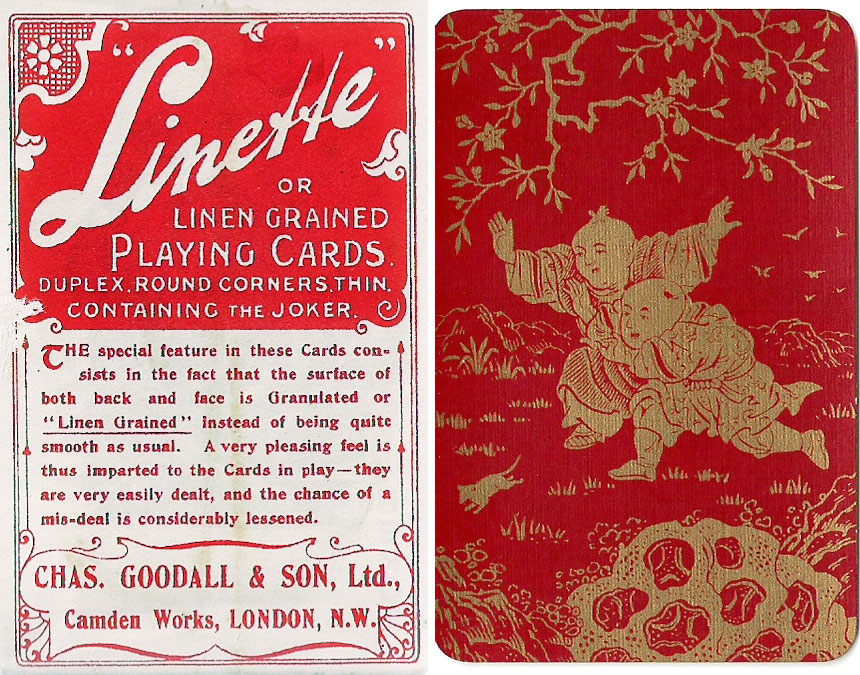 "Linette"
OR
LINEN GRAINED
PLAYING CARDS.
DUPLEX, ROUND CORNERS, THIN,
CONTAINING THE JOKER.
THE special feature in these Cards con-
sists in the fact that the surface of
both back and face is Granulated or
"Linen Grained" instead of being quite
smooth as usual. A very pleasing feel is
thus imparted to the Cards in play—they
are very easily dealt, and the chance of a
mis-deal is considerably lessened.
CHAS. GOODALL & SON, Ltd.,
Camden Works, LONDON, N.W.